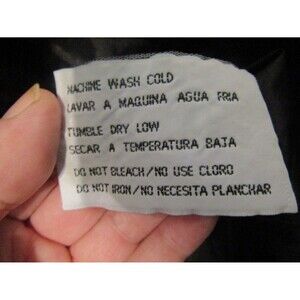 MACHINE WASH COLD
LAVAR A MAQUINA AGUA FRIA
TUMBLE DRY LOW
SECAR A TEMPERATURA BAJA
DO NOT BLEACH/NO USE CLORO
DO NOT IRON/NO NECESITA PLANCHAR